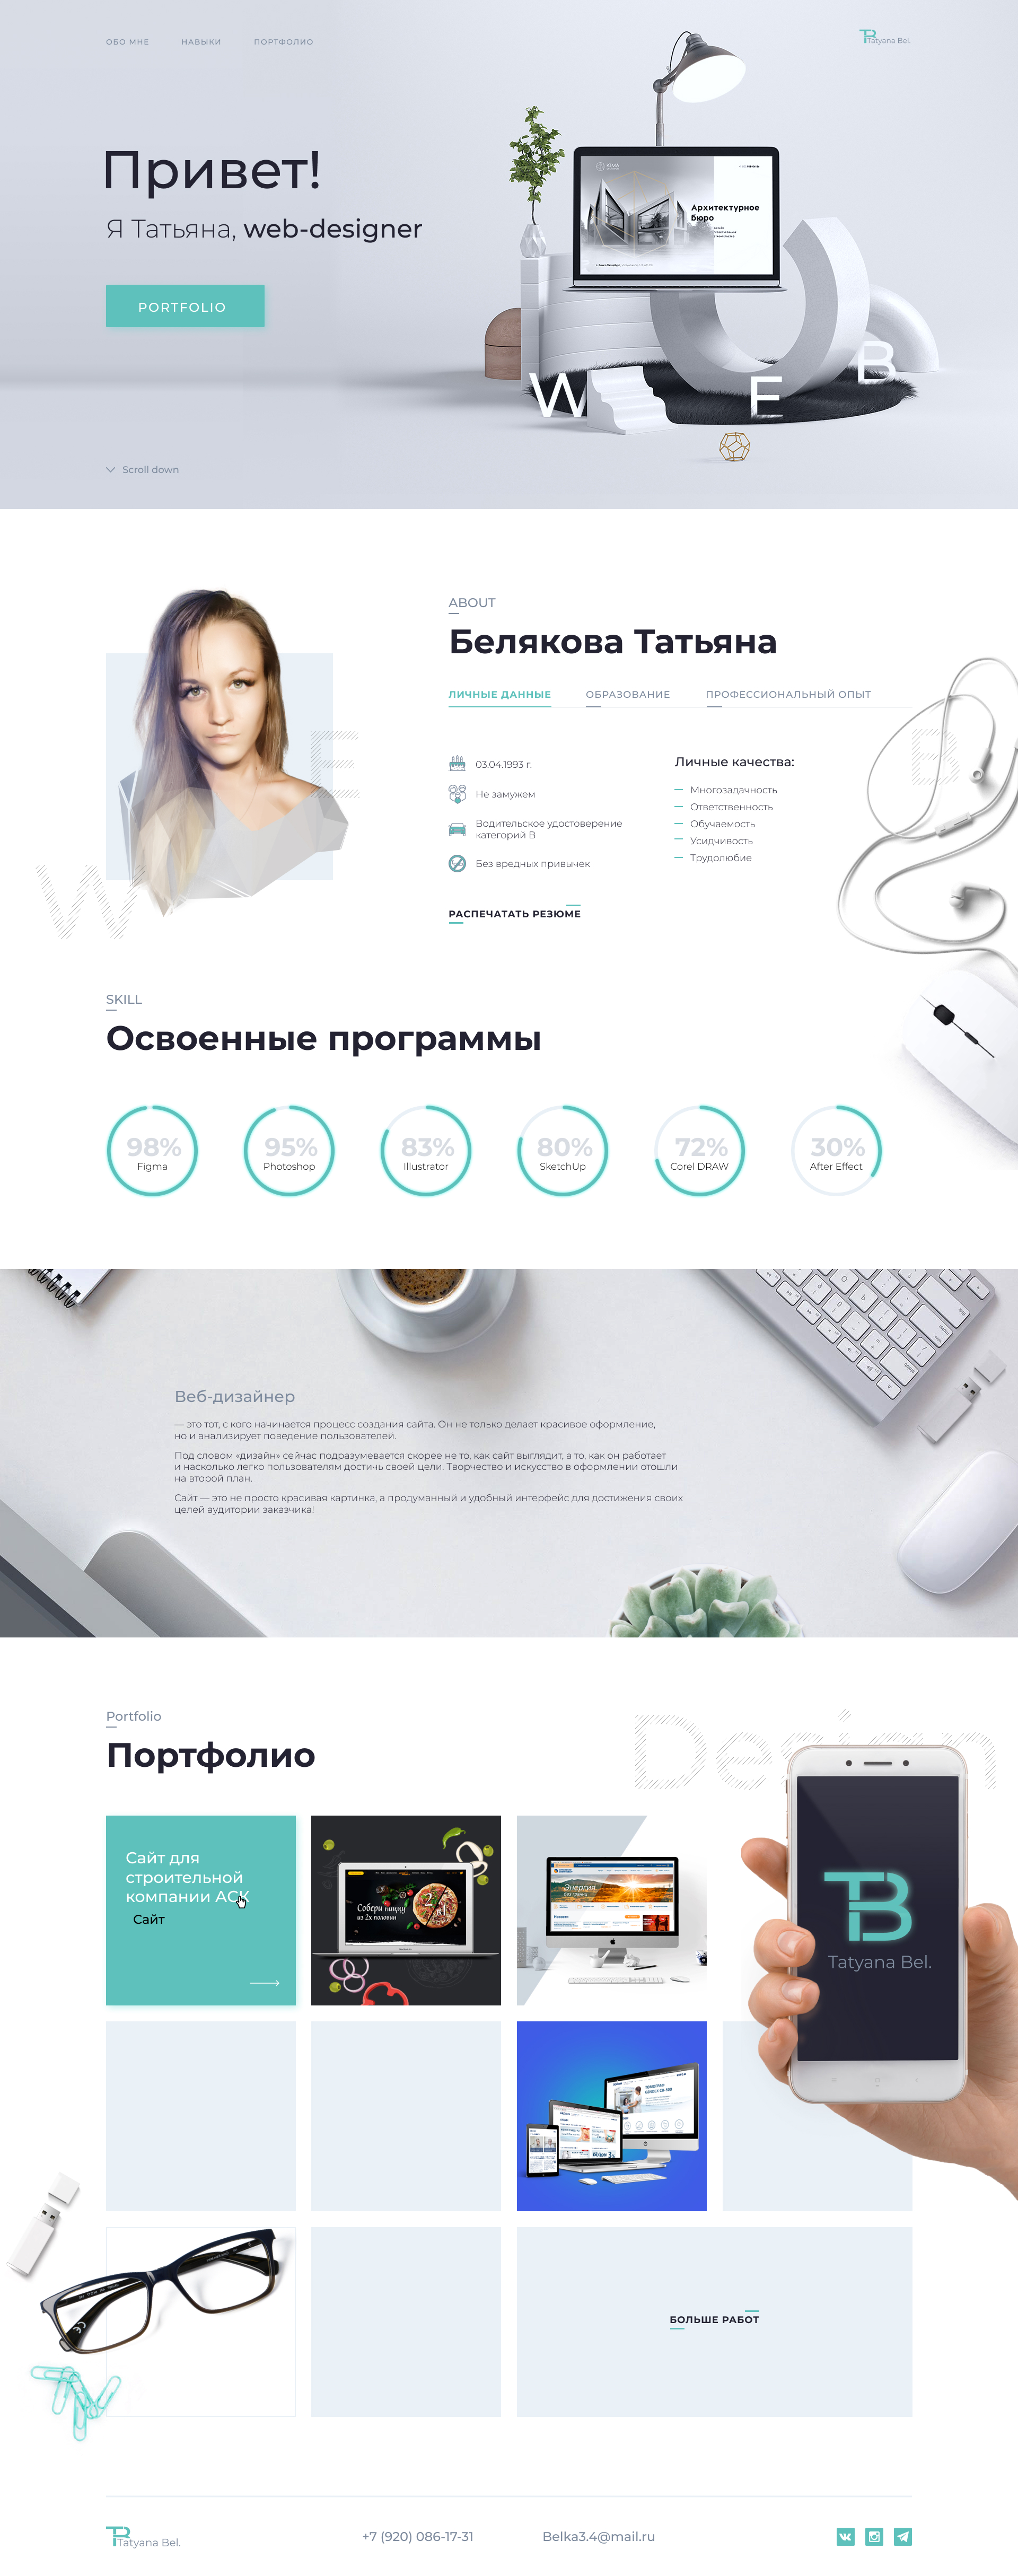 ОБО МНЕ
НАВЫКИ
ПОРТФОЛИО
Tatyana Bel.
Привет!
Я Татьяна, web-designer
PORTFOLIO
Архитектурное
бюро
W E B
Scroll down
ABOUT
Белякова Татьяна
ЛИЧНЫЕ ДАННЫЕ
ОБРАЗОВАНИЕ
ПРОФЕССИОНАЛЬНЫЙ ОПЫТ
03.04.1993 г.
Не замужем
Водительское удостоверение
категорий В
Без вредных привычек
Личные качества:
Многозадачность
Ответственность
Обучаемость
Усидчивость
Трудолюбие
W E B
РАСПЕЧАТАТЬ РЕЗЮМЕ
SKILL
Освоенные программы
98%
Figma
95%
Photoshop
83%
Illustrator
80%
SketchUp
72%
Corel DRAW
30%
After Effect
Веб-дизайнер
— это тот, с кого начинается процесс создания сайта. Он не только делает красивое оформление,
но и анализирует поведение пользователей.
Под словом «дизайн» сейчас подразумевается скорее не то, как сайт выглядит, а то, как он работает
и насколько легко пользователям достичь своей цели. Творчество и искусство в оформлении отошли
на второй план.
Сайт — это не просто красивая картинка, а продуманный и удобный интерфейс для достижения своих
целей аудитории заказчика!
Portfolio
Портфолио
Design
Сайт для
строительной
компании АСК
Сайт
Собери пиццу
из 2х половин
Энергия
без границ
TB
Tatyana Bel.
БОЛЬШЕ РАБОТ
Tatyana Bel.
+7 (920) 086-17-31
Belka3.4@mail.ru